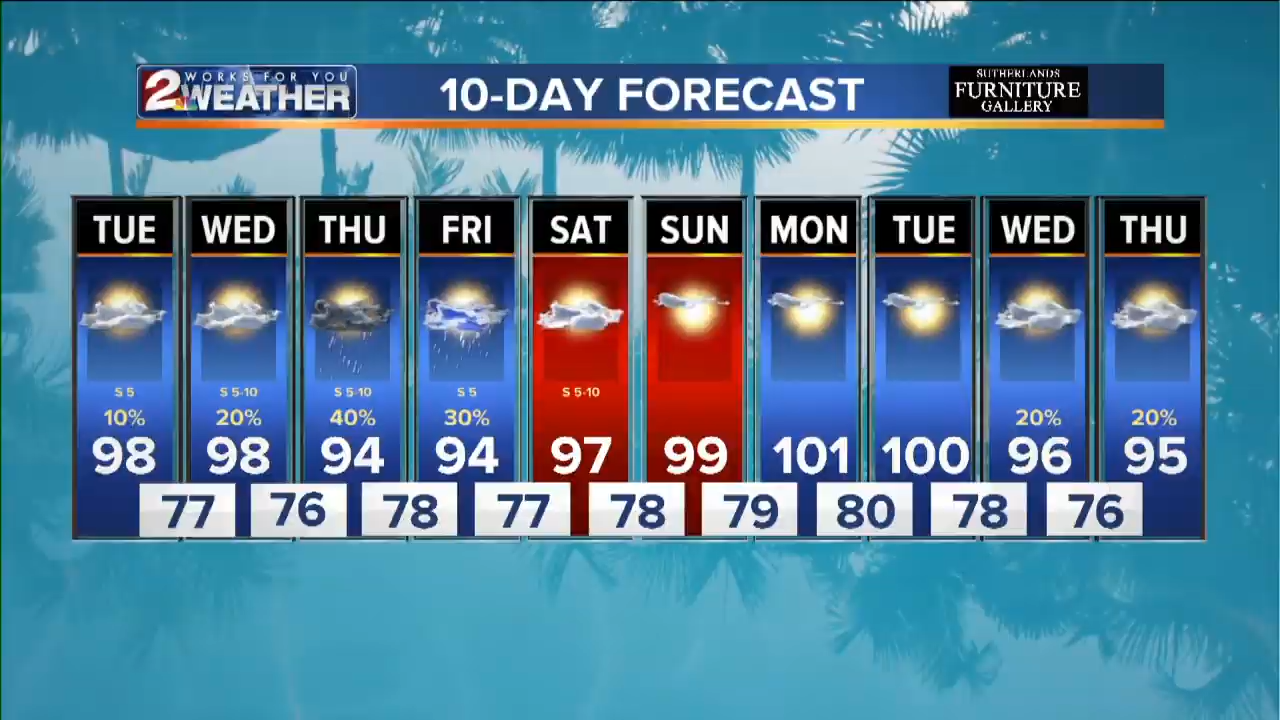 2 WORKS FOR YOU
WEATHER
10-DAY FORECAST
SUTHERLANDS
FURNITURE
GALLERY
TUE WED THU FRI SAT SUN MON TUE WED THU
S 5 S 5-10 S 5-10 S 5 S 5-10
10% 20% 40% 30% 20% 20%
98 98 94 94 97 99 101 100 96 95
77 76 78 77 78 79 80 78 76